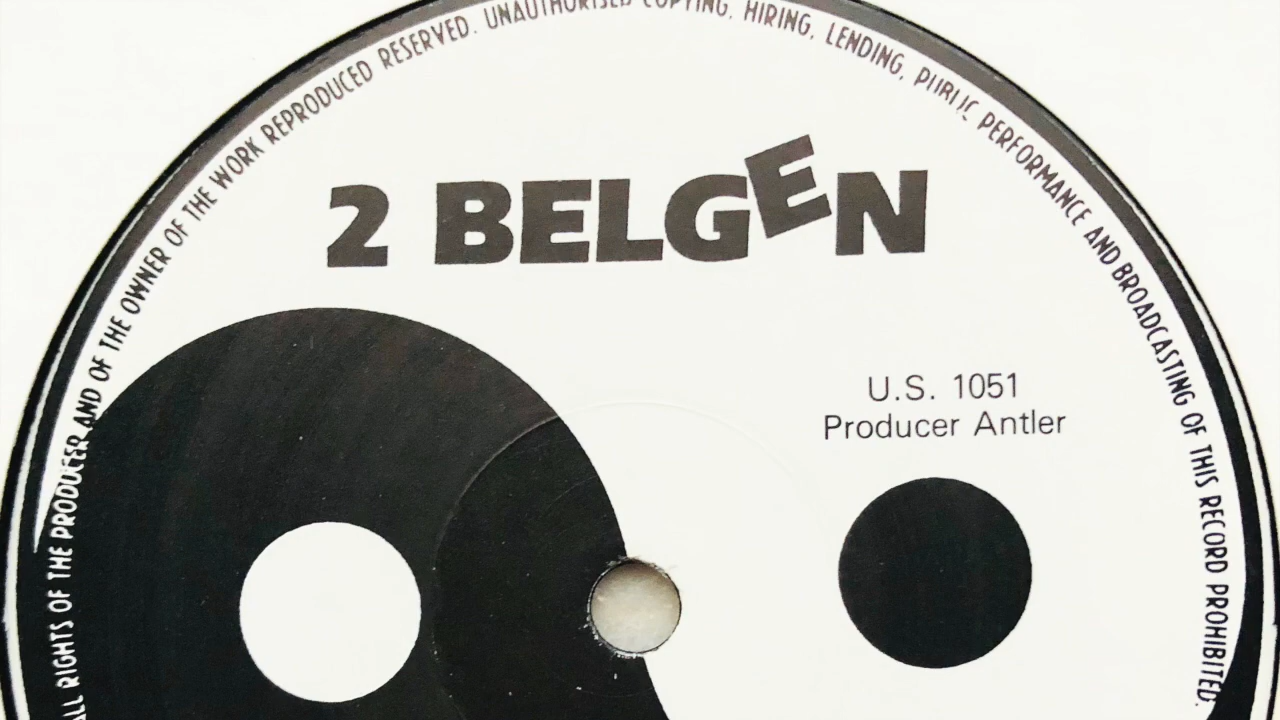 ALL RIGHTS OF THE PRODUCER AND OF THE OWNER OF THE WORK REPRODUCED RESERVED. UNAUTHORISED COPYING, HIRING, LENDING, PUBLIC PERFORMANCE AND BROADCASTING OF THIS RECORD PROHIBITED.
2 BELGEN
U.S. 1051
Producer Antler